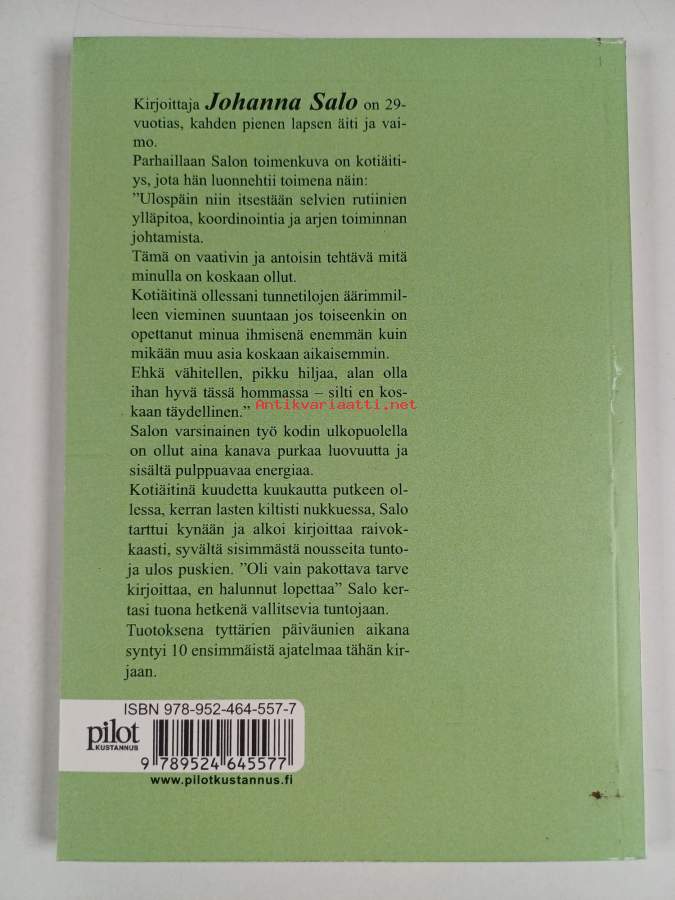 Kirjoittaja Johanna Salo on 29-
vuotias, kahden pienen lapsen äiti ja vai-
mo.
Parhaillaan Salon toimenkuva on kotiäiti-
ys, jota hän luonnehtii toimena näin:
”Ulospäin niin itsestään selvien rutiinien
ylläpitoa, koordinointia ja arjen toiminnan
johtamista.
Tämä on vaativin ja antoisin tehtävä mitä
minulla on koskaan ollut.
Kotiäitinä ollessani tunnetilojen äärimmil-
leen vieminen suuntaan jos toiseenkin on
opettanut minua ihmisenä enemmän kuin
mikään muu asia koskaan aikaisemmin.
Ehkä vähitellen, pikku hiljaa, alan olla
ihan hyvä tässä hommassa – silti en kos-
kaan täydellinen.”
Antikvariaatti.net
Salon varsinainen työ kodin ulkopuolella
on ollut aina kanava purkaa luovuutta ja
sisältä pulppuavaa energiaa.
Kotiäitinä kuudetta kuukautta putkeen ol-
lessa, kerran lasten kiltisti nukkuessa, Salo
tarttui kynään ja alkoi kirjoittaa raivok-
kaasti, syvältä sisimmästä nousseita tunto-
ja ulos puskien. ”Oli vain pakottava tarve
kirjoittaa, en halunnut lopettaa” Salo ker-
tasi tuona hetkenä vallitsevia tuntojaan.
Tuotoksena tyttärien päiväunien aikana
syntyi 10 ensimmäistä ajatelmaa tähän kir-
jaan.
ISBN 978-952-464-557-7
pilot
KUSTANNUS
9 789524 645577
www.pilotkustannus.fi